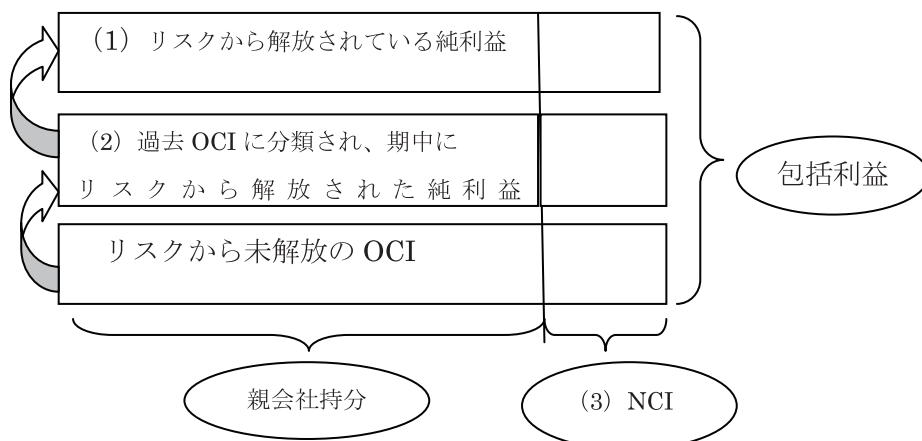 （1）リスクから解放されている純利益
（2）過去 OCI に分類され、期中に
リスクから解放された純利益
リスクから未解放の OCI
包括利益
親会社持分
（3）NCI